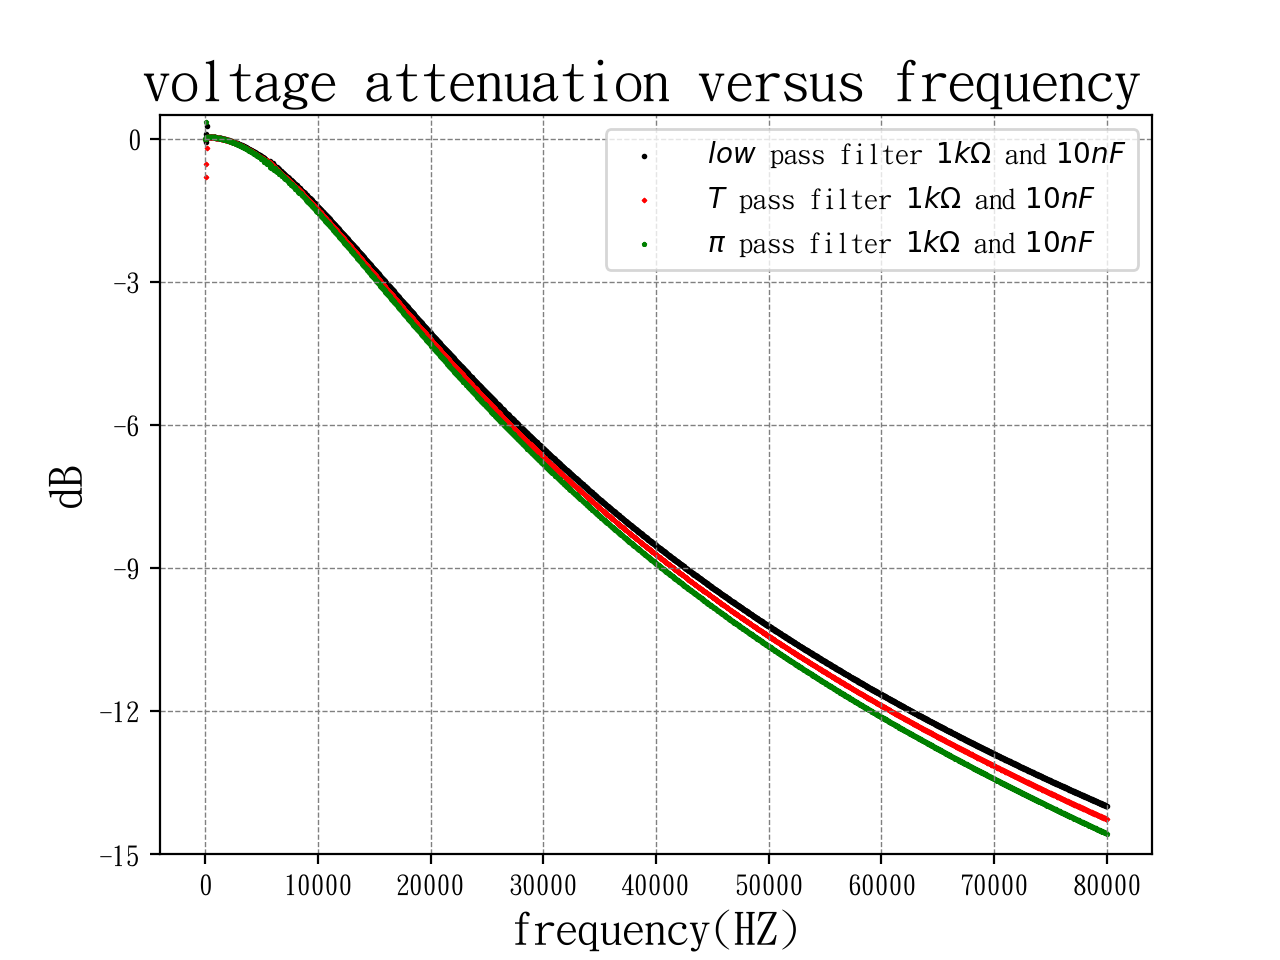 voltage attenuation versus frequency
low pass filter 1kΩ and 10nF
T pass filter 1kΩ and 10nF
π pass filter 1kΩ and 10nF
0
−3
−6
−9
−12
−15
dB
0 10000 20000 30000 40000 50000 60000 70000 80000
frequency(HZ)